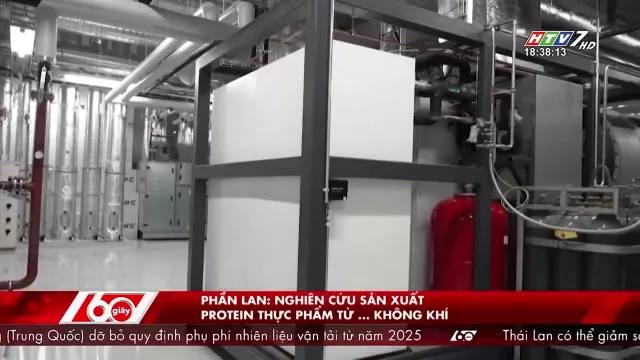 HTV7 HD
18:38:13
PHẦN LAN: NGHIÊN CỨU SẢN XUẤT
PROTEIN THỰC PHẨM TỪ ... KHÔNG KHÍ
60 giây
(Trung Quốc) dỡ bỏ quy định phụ phí nhiên liệu vận tải từ năm 2025 60 giây Thái Lan có thể giảm s